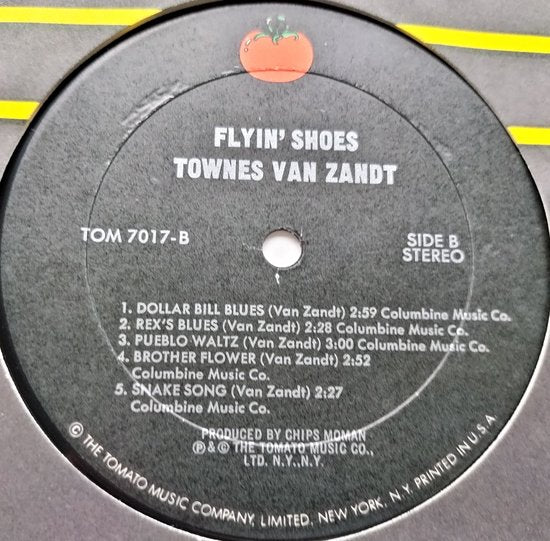 FLYIN' SHOES
TOWNES VAN ZANDT
TOM 7017-B
SIDE B
STEREO
1. DOLLAR BILL BLUES (Van Zandt) 2:59 Columbine Music Co.
2. REX'S BLUES (Van Zandt) 2:28 Columbine Music Co.
3. PUEBLO WALTZ (Van Zandt) 3:00 Columbine Music Co.
4. BROTHER FLOWER (Van Zandt) 2:52
Columbine Music Co.
5. SNAKE SONG (Van Zandt) 2:27
Columbine Music Co.
PRODUCED BY CHIPS MOMAN
℗ & © THE TOMATO MUSIC CO.,
LTD. N.Y., N.Y.
© THE TOMATO MUSIC COMPANY, LIMITED, NEW YORK, N.Y. PRINTED IN U.S.A.